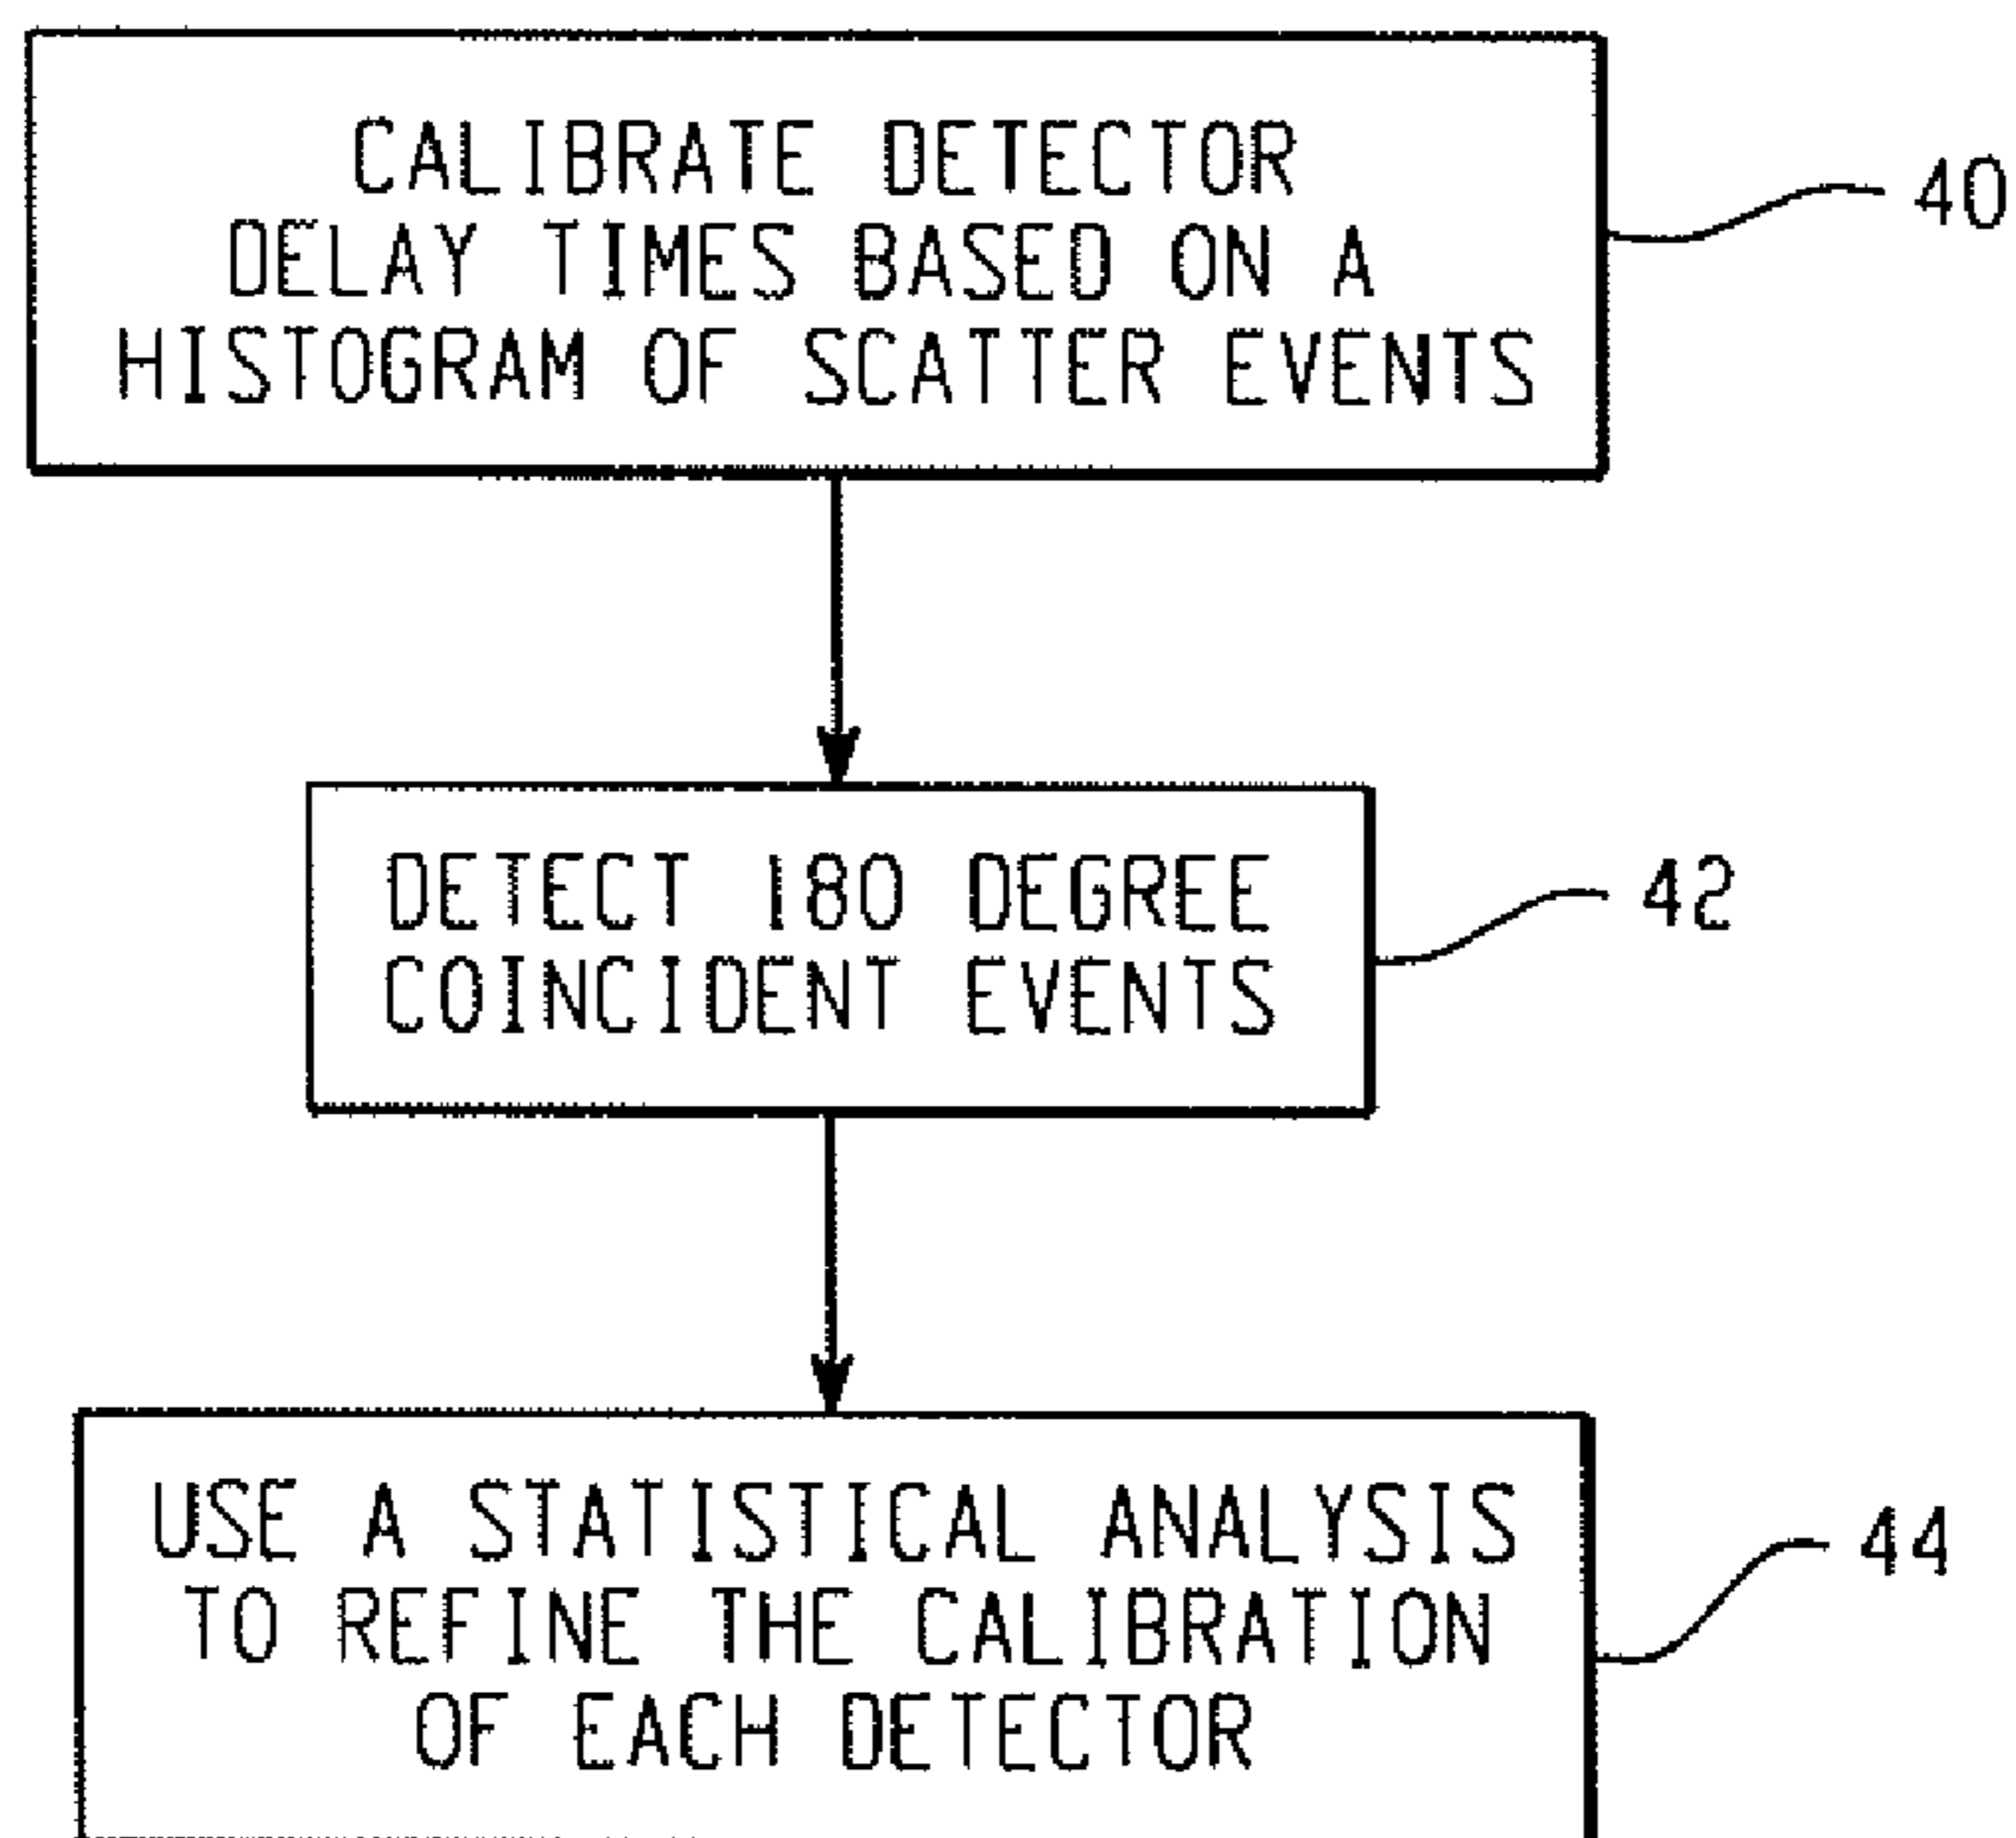 CALIBRATE DETECTOR
DELAY TIMES BASED ON A
HISTOGRAM OF SCATTER EVENTS
40
DETECT 180 DEGREE
COINCIDENT EVENTS
42
USE A STATISTICAL ANALYSIS
TO REFINE THE CALIBRATION
OF EACH DETECTOR
44